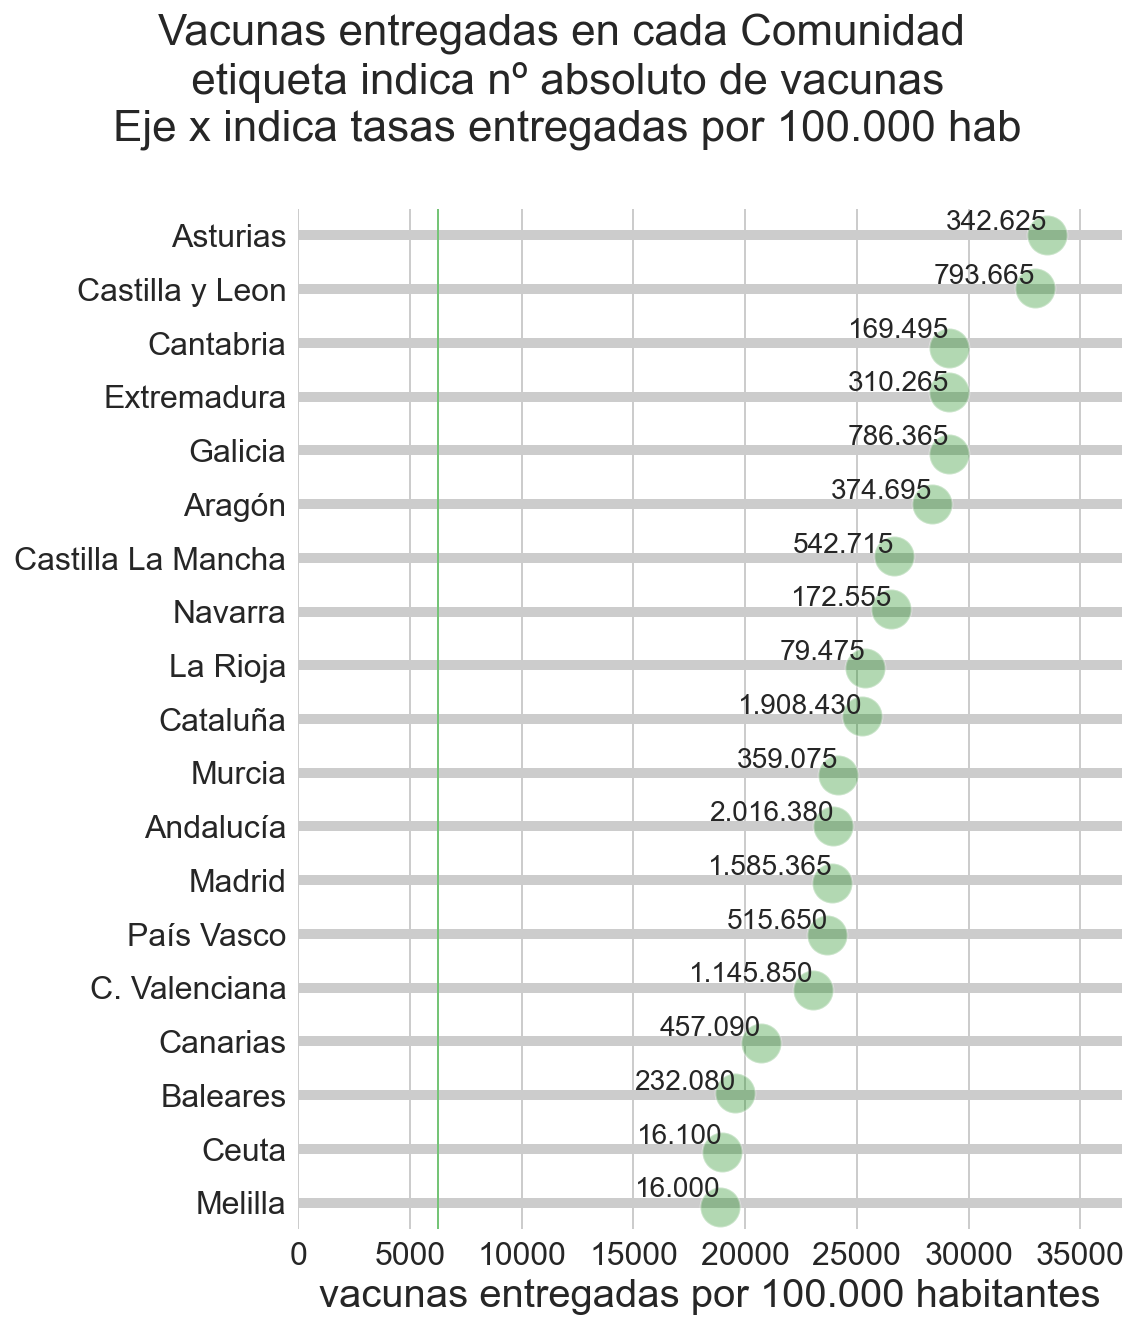 Vacunas entregadas en cada Comunidad
etiqueta indica nº absoluto de vacunas
Eje x indica tasas entregadas por 100.000 hab
Asturias 342.625
Castilla y Leon 793.665
Cantabria 169.495
Extremadura 310.265
Galicia 786.365
Aragón 374.695
Castilla La Mancha 542.715
Navarra 172.555
La Rioja 79.475
Cataluña 1.908.430
Murcia 359.075
Andalucía 2.016.380
Madrid 1.585.365
País Vasco 515.650
C. Valenciana 1.145.850
Canarias 457.090
Baleares 232.080
Ceuta 16.100
Melilla 16.000
0 5000 10000 15000 19000 25000 30000 35000
vacunas entregadas por 100.000 habitantes